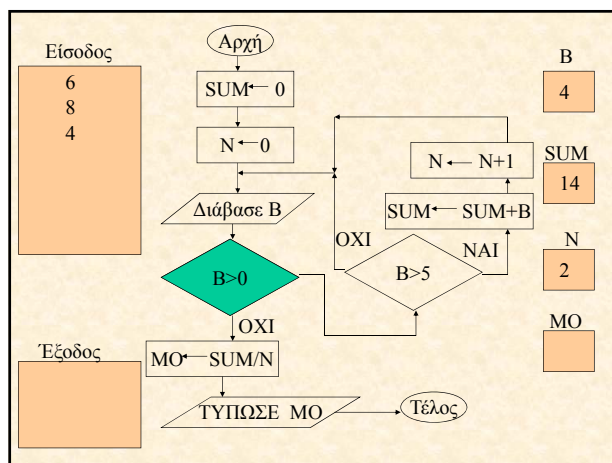 Είσοδος
6
8
4
Αρχή
SUM ← 0
N ← 0
Διάβασε Β
B>0
ΟΧΙ
MO ← SUM/N
ΤΥΠΩΣΕ ΜΟ
Τέλος
B>5
ΟΧΙ
ΝΑΙ
SUM ← SUM+B
N ← N+1
B
4
SUM
14
N
2
MO
Έξοδος